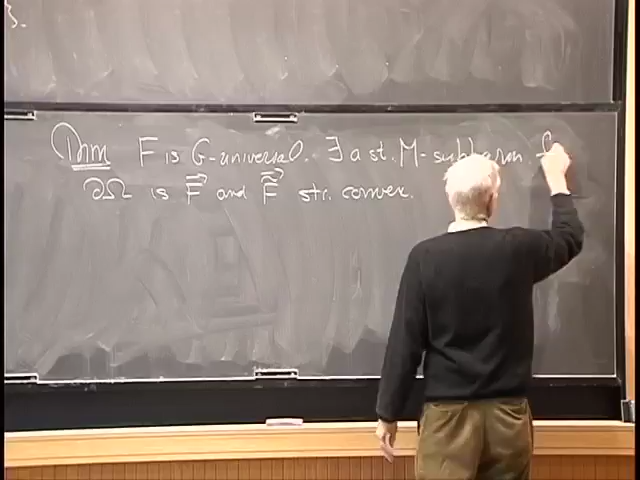 }.
Thm F is G-universal. ∃ a st. M-subharm. f
∂Ω is F⃗ and F̃⃗ str. convex.